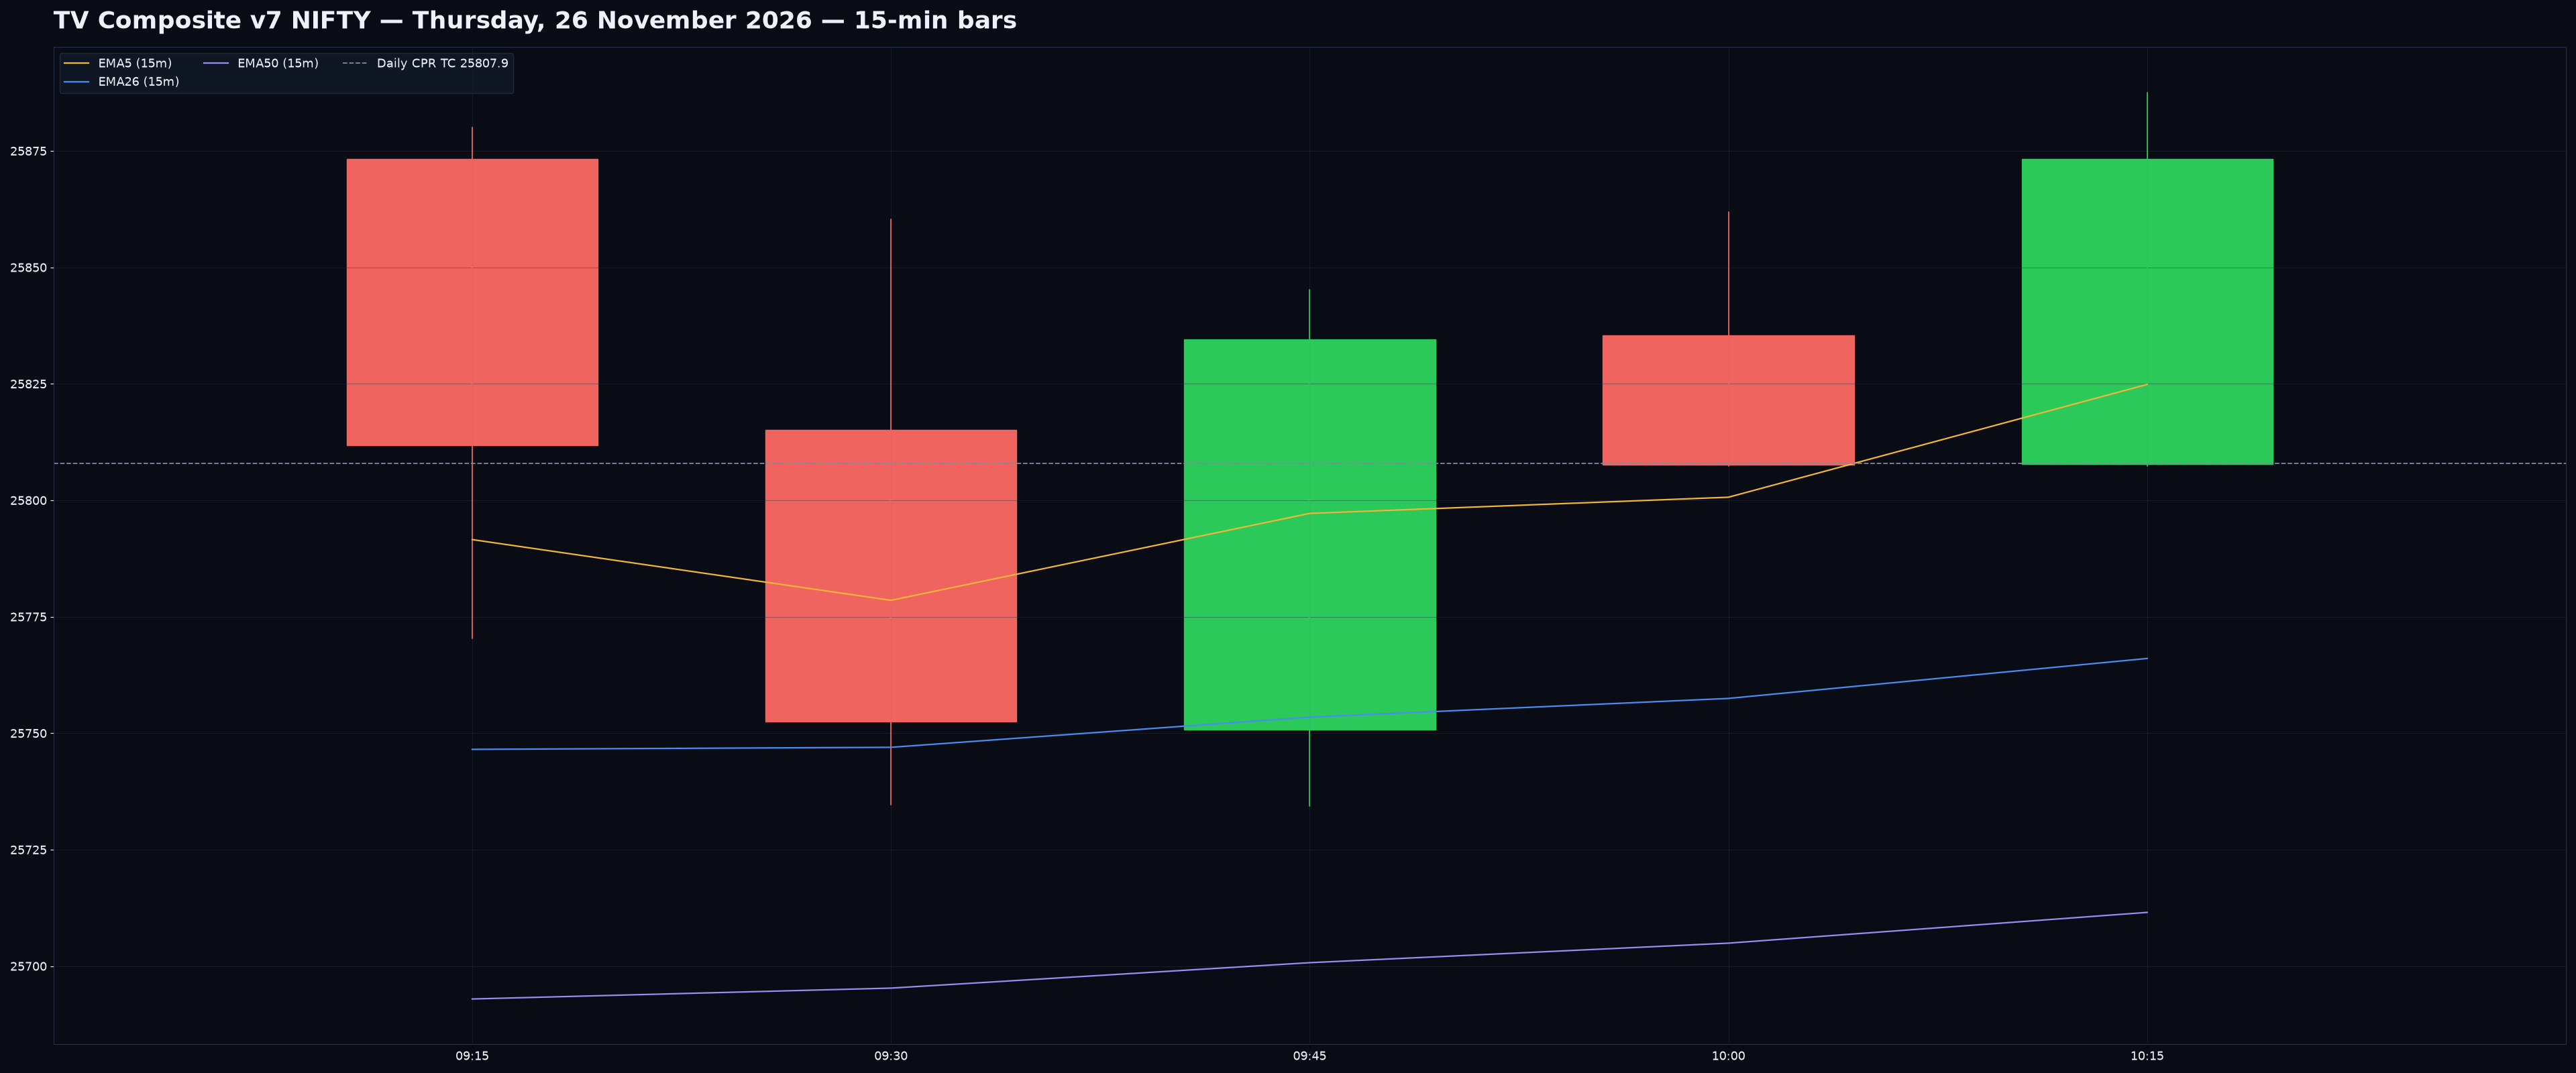 TV Composite v7 NIFTY — Thursday, 26 November 2026 — 15-min bars
EMA5 (15m) EMA50 (15m) Daily CPR TC 25807.9
EMA26 (15m)
25875
25850
25825
25800
25775
25750
25725
25700
09:15 09:30 09:45 10:00 10:15